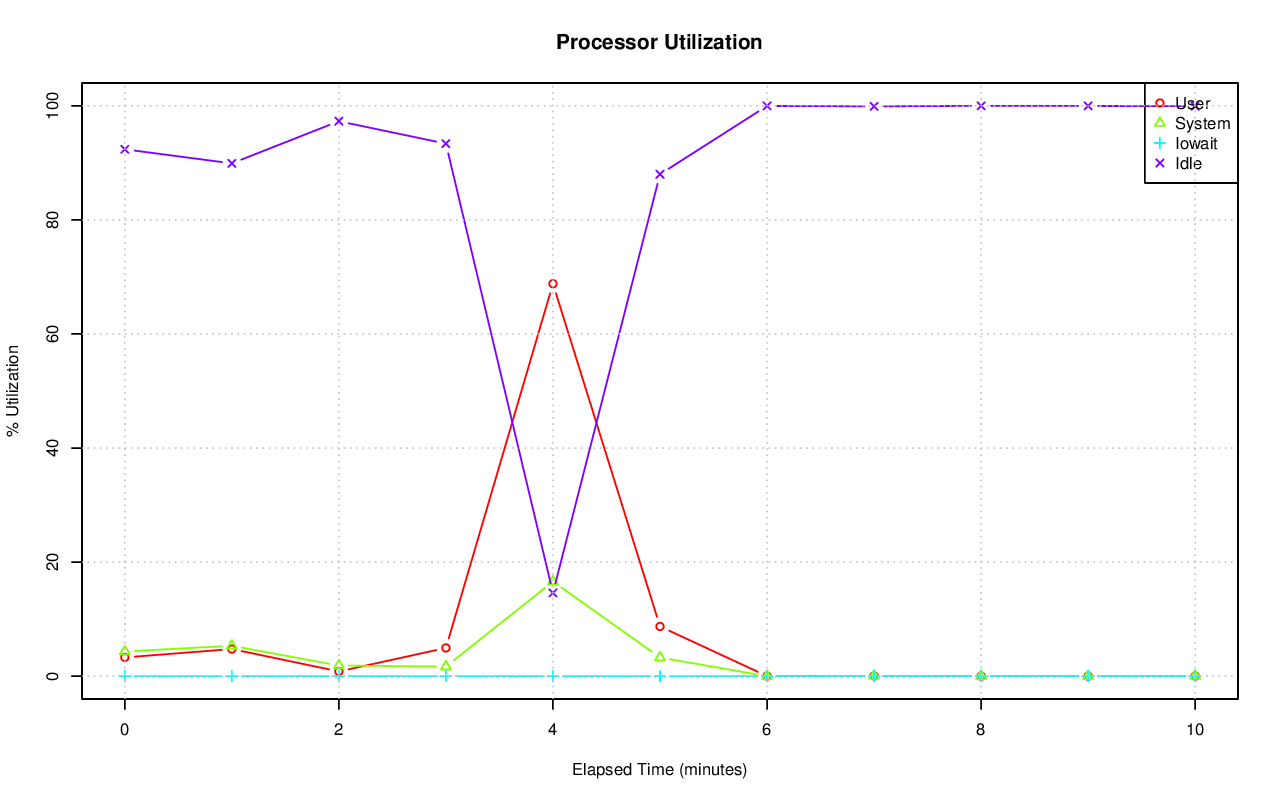 Processor Utilization
User
System
Iowait
Idle
% Utilization
100
80
60
40
20
0
0 2 4 6 8 10
Elapsed Time (minutes)